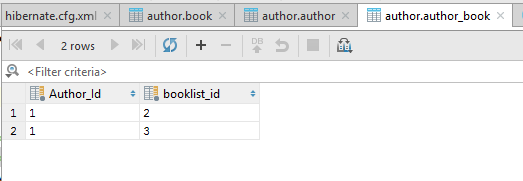 hibernate.cfg.xml author.book author.author author.author_book
2 rows DB
<Filter criteria>
Author_Id booklist_id
1 1 2
2 1 3